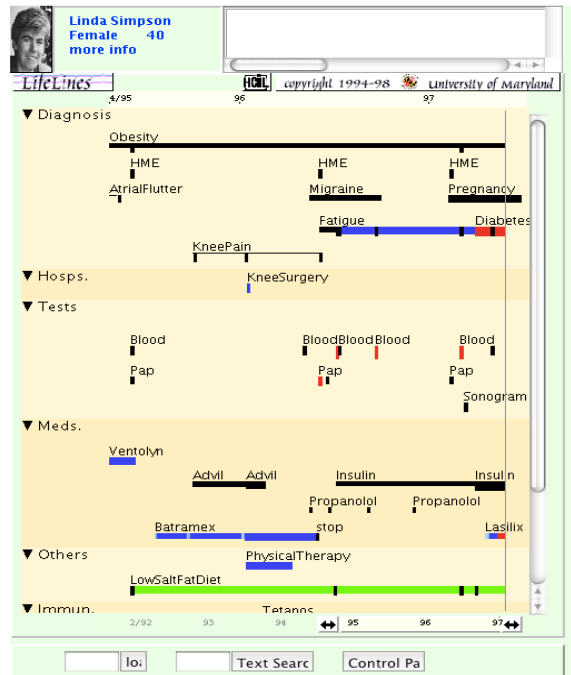 Linda Simpson
Female 40
more info
LifeLines HCIL copyright 1994-98 University of Maryland
4/95 96 97
▼ Diagnosis
Obesity
HME HME HME
AtrialFlutter Migraine Pregnancy
Fatigue Diabetes
KneePain
▼ Hosps. KneeSurgery
▼ Tests
Blood Blood Blood Blood Blood
Pap Pap Pap
Sonogram
▼ Meds.
Ventolyn
Advil Advil Insulin Insulin
Propanolol Propanolol
Batramex stop Lasilix
▼ Others PhysicalTherapy
LowSaltFatDiet
▼ Immun. Tetanos
2/92 93 94 95 96 97
Text Searc Control Pa